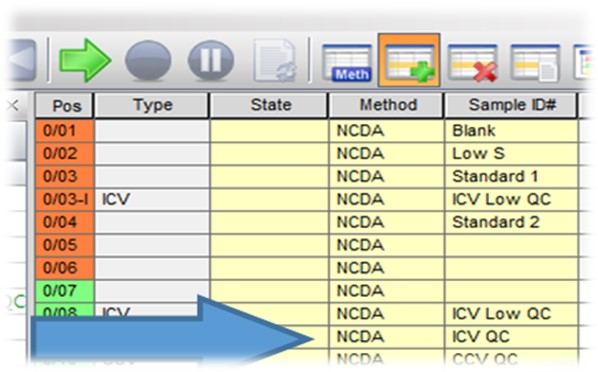 Meth
Pos Type State Method Sample ID#
0/01 NCDA Blank
0/02 NCDA Low S
0/03 NCDA Standard 1
0/03-I ICV NCDA ICV Low QC
0/04 NCDA Standard 2
0/05 NCDA
0/06 NCDA
0/07 NCDA
QC 0/08 ICV NCDA ICV Low QC
NCDA ICV QC
NCDA CCV QC